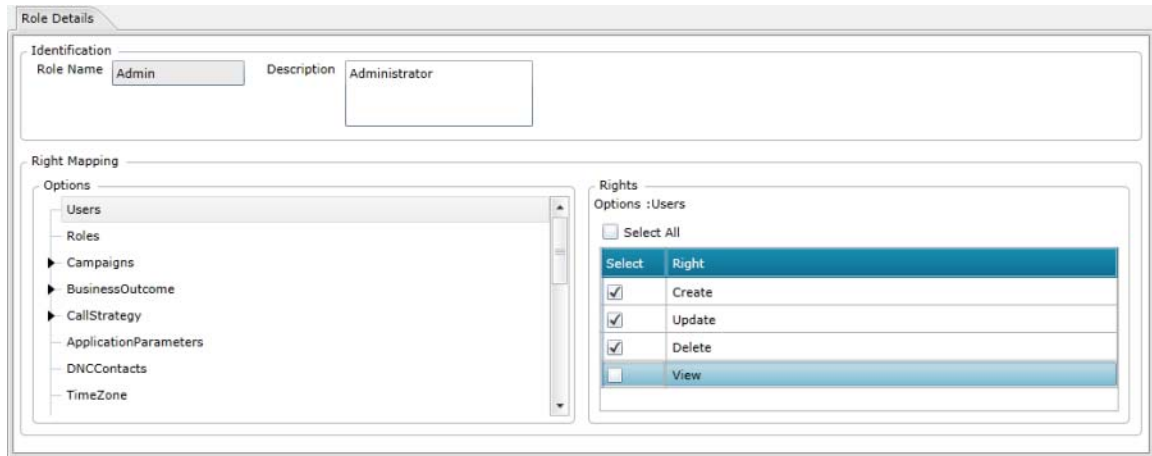 Role Details
Identification
Role Name Admin Description Administrator
Right Mapping
Options
Users
Roles
Campaigns
BusinessOutcome
CallStrategy
ApplicationParameters
DNCContacts
TimeZone
Rights
Options :Users
Select All
Select Right
Create
Update
Delete
View